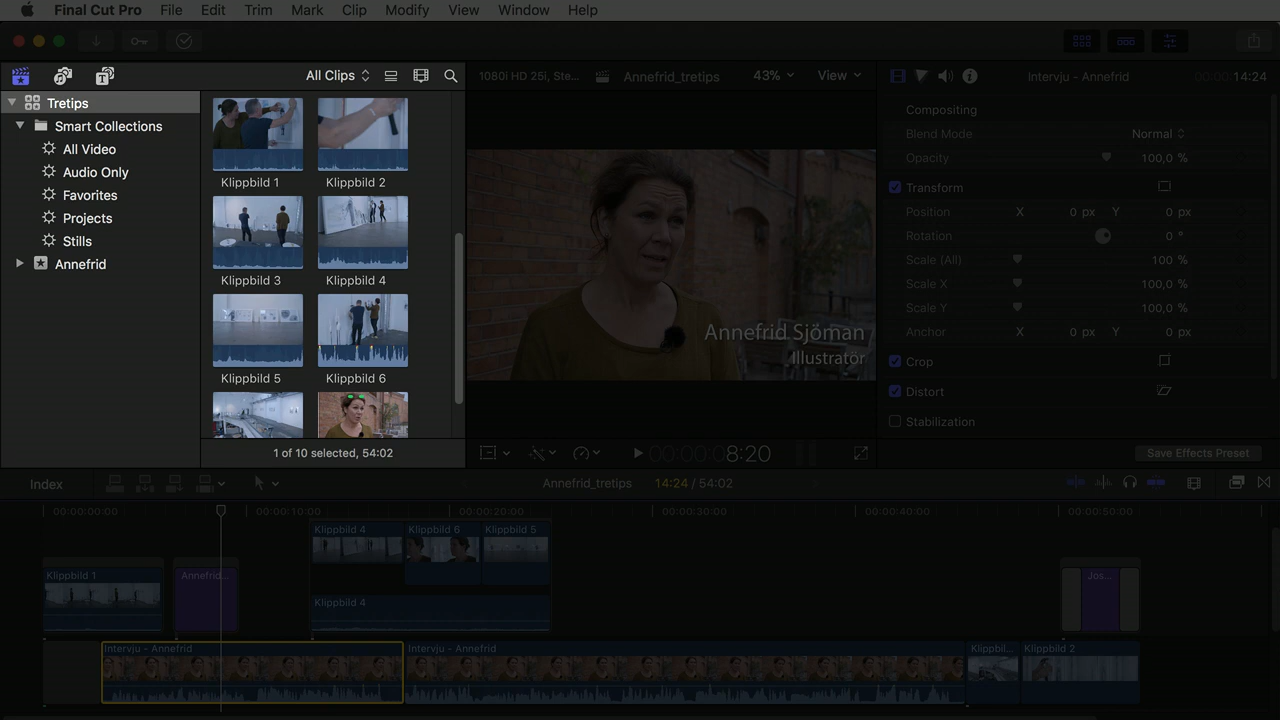 Final Cut Pro File Edit Trim Mark Clip Modify View Window Help
All Clips
1080i HD 25i, Ste... Annefrid_tretips 43% View
Intervju - Annefrid 00:00:14:24
Tretips
Smart Collections
All Video
Audio Only
Favorites
Projects
Stills
Annefrid
Klippbild 1 Klippbild 2
Klippbild 3 Klippbild 4
Klippbild 5 Klippbild 6
1 of 10 selected, 54:02
Annefrid Sjöman
Illustratör
00:00:00:08:20
Compositing
Blend Mode Normal
Opacity 100,0 %
Transform
Position X 0 px Y 0 px
Rotation 0 °
Scale (All) 100 %
Scale X 100,0 %
Scale Y 100,0 %
Anchor X 0 px Y 0 px
Crop
Distort
Stabilization
Save Effects Preset
Index Annefrid_tretips 14:24 / 54:02
00:00:00:00 00:00:10:00 00:00:20:00 00:00:30:00 00:00:40:00 00:00:50:00
Klippbild 4 Klippbild 6 Klippbild 5
Klippbild 1 Annefrid... Jos...
Klippbild 4
Intervju - Annefrid Intervju - Annefrid Klippbil... Klippbild 2